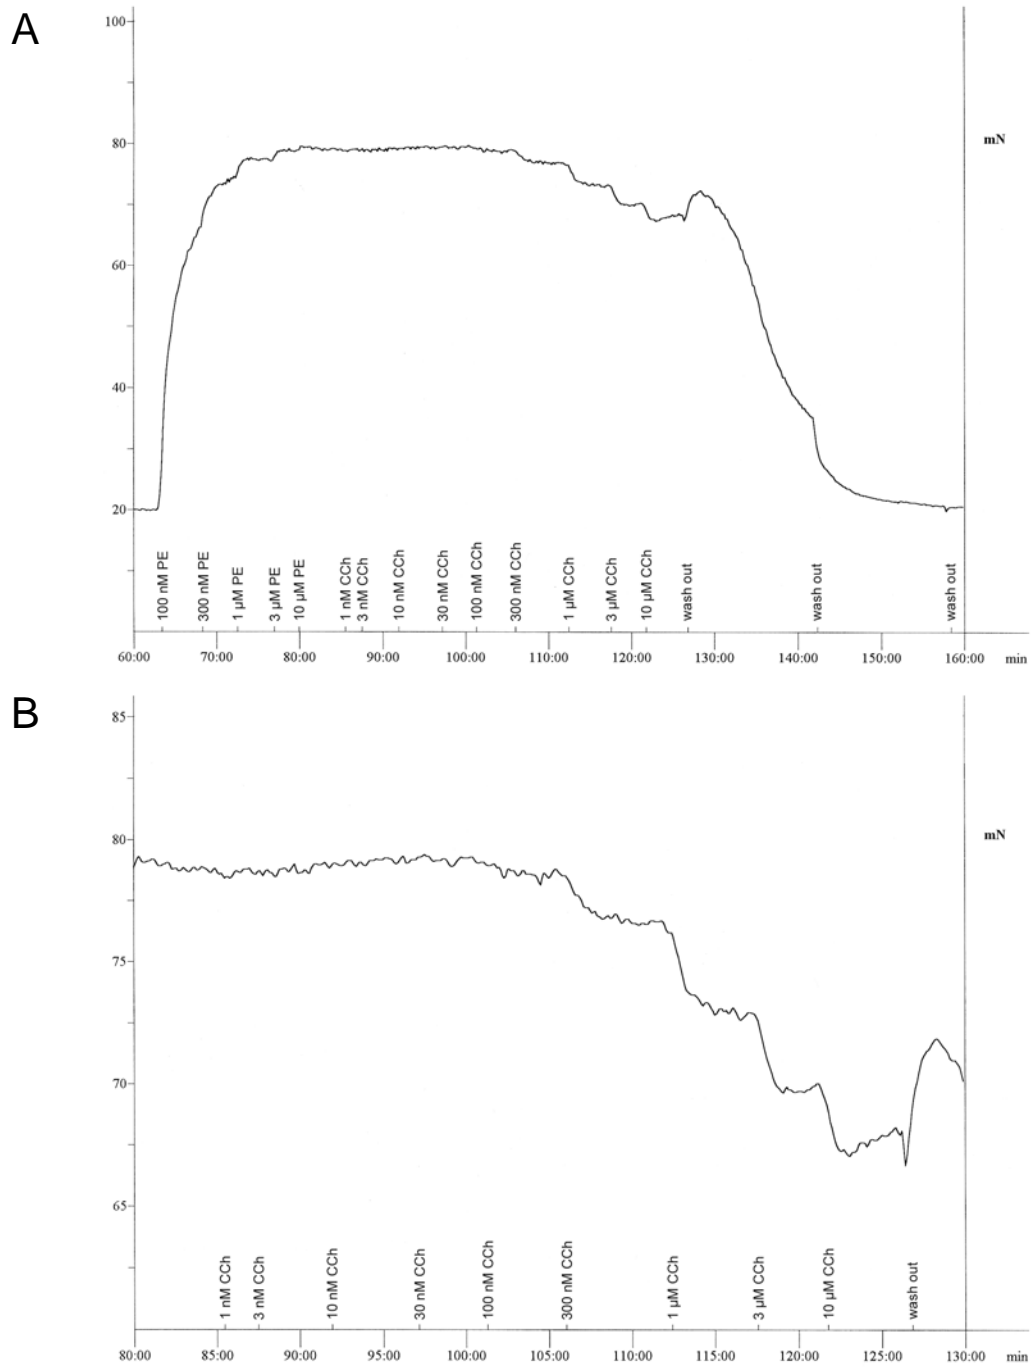 A
100
80
mN
60
40
20
100 nM PE
300 nM PE
1 µM PE
3 µM PE
10 µM PE
1 nM CCh
3 nM CCh
10 nM CCh
30 nM CCh
100 nM CCh
300 nM CCh
1 µM CCh
3 µM CCh
10 µM CCh
wash out
wash out
wash out
60:00 70:00 80:00 90:00 100:00 110:00 120:00 130:00 140:00 150:00 160:00 min
B
85
80
mN
75
70
65
1 nM CCh
3 nM CCh
10 nM CCh
30 nM CCh
100 nM CCh
300 nM CCh
1 µM CCh
3 µM CCh
10 µM CCh
wash out
80:00 85:00 90:00 95:00 100:00 105:00 110:00 115:00 120:00 125:00 130:00 min